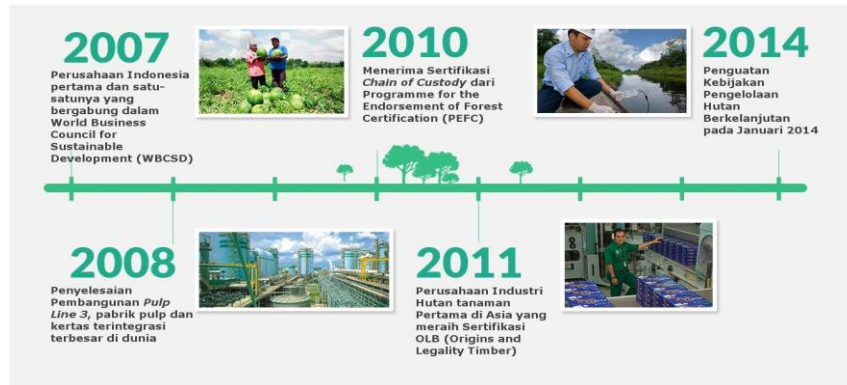 2007
Perusahaan Indonesia
pertama dan satu-
satunya yang
bergabung dalam
World Business
Council for
Sustainable
Development (WBCSD)
2010
Menerima Sertifikasi
Chain of Custody dari
Programme for the
Endorsement of Forest
Certification (PEFC)
2014
Penguatan
Kebijakan
Pengelolaan
Hutan
Berkelanjutan
pada Januari 2014
2008
Penyelesaian
Pembangunan Pulp
Line 3, pabrik pulp dan
kertas terintegrasi
terbesar di dunia
2011
Perusahaan Industri
Hutan tanaman
Pertama di Asia yang
meraih Sertifikasi
OLB (Origins and
Legality Timber)